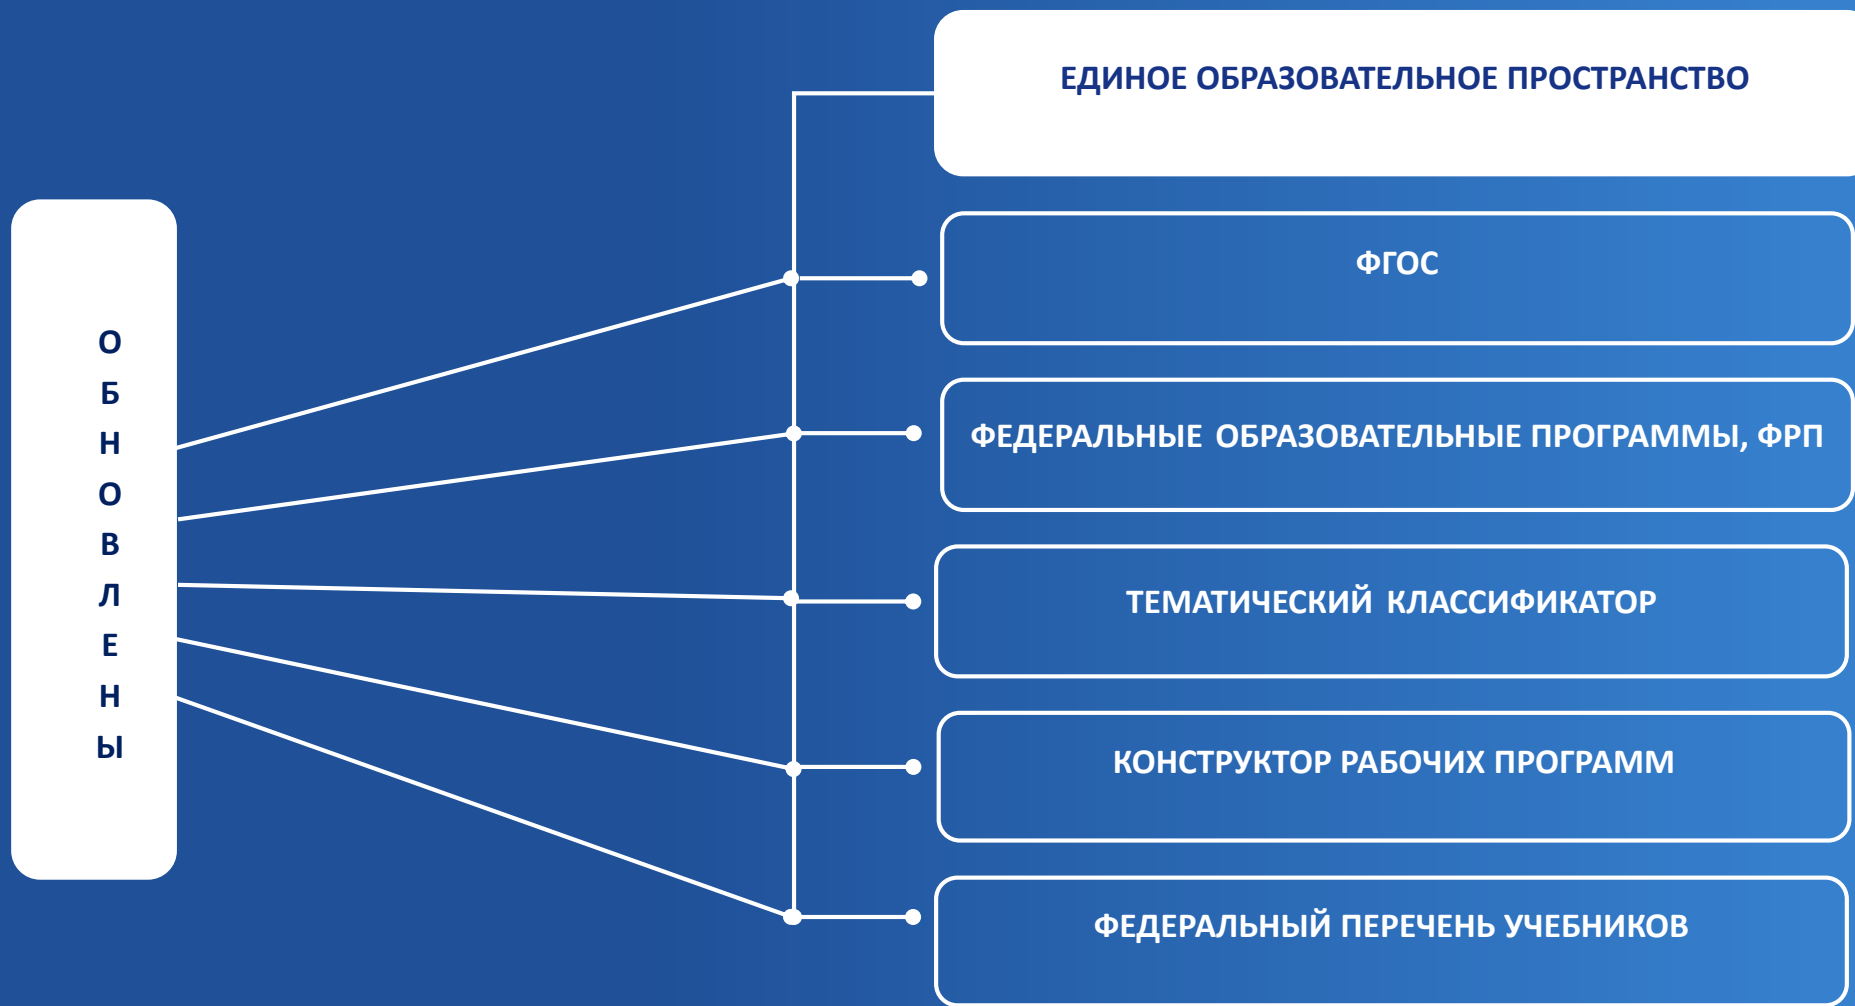 ЕДИНОЕ ОБРАЗОВАТЕЛЬНОЕ ПРОСТРАНСТВО
О
Б
Н
О
В
Л
Е
Н
Ы
ФГОС
ФЕДЕРАЛЬНЫЕ ОБРАЗОВАТЕЛЬНЫЕ ПРОГРАММЫ, ФРП
ТЕМАТИЧЕСКИЙ КЛАССИФИКАТОР
КОНСТРУКТОР РАБОЧИХ ПРОГРАММ
ФЕДЕРАЛЬНЫЙ ПЕРЕЧЕНЬ УЧЕБНИКОВ